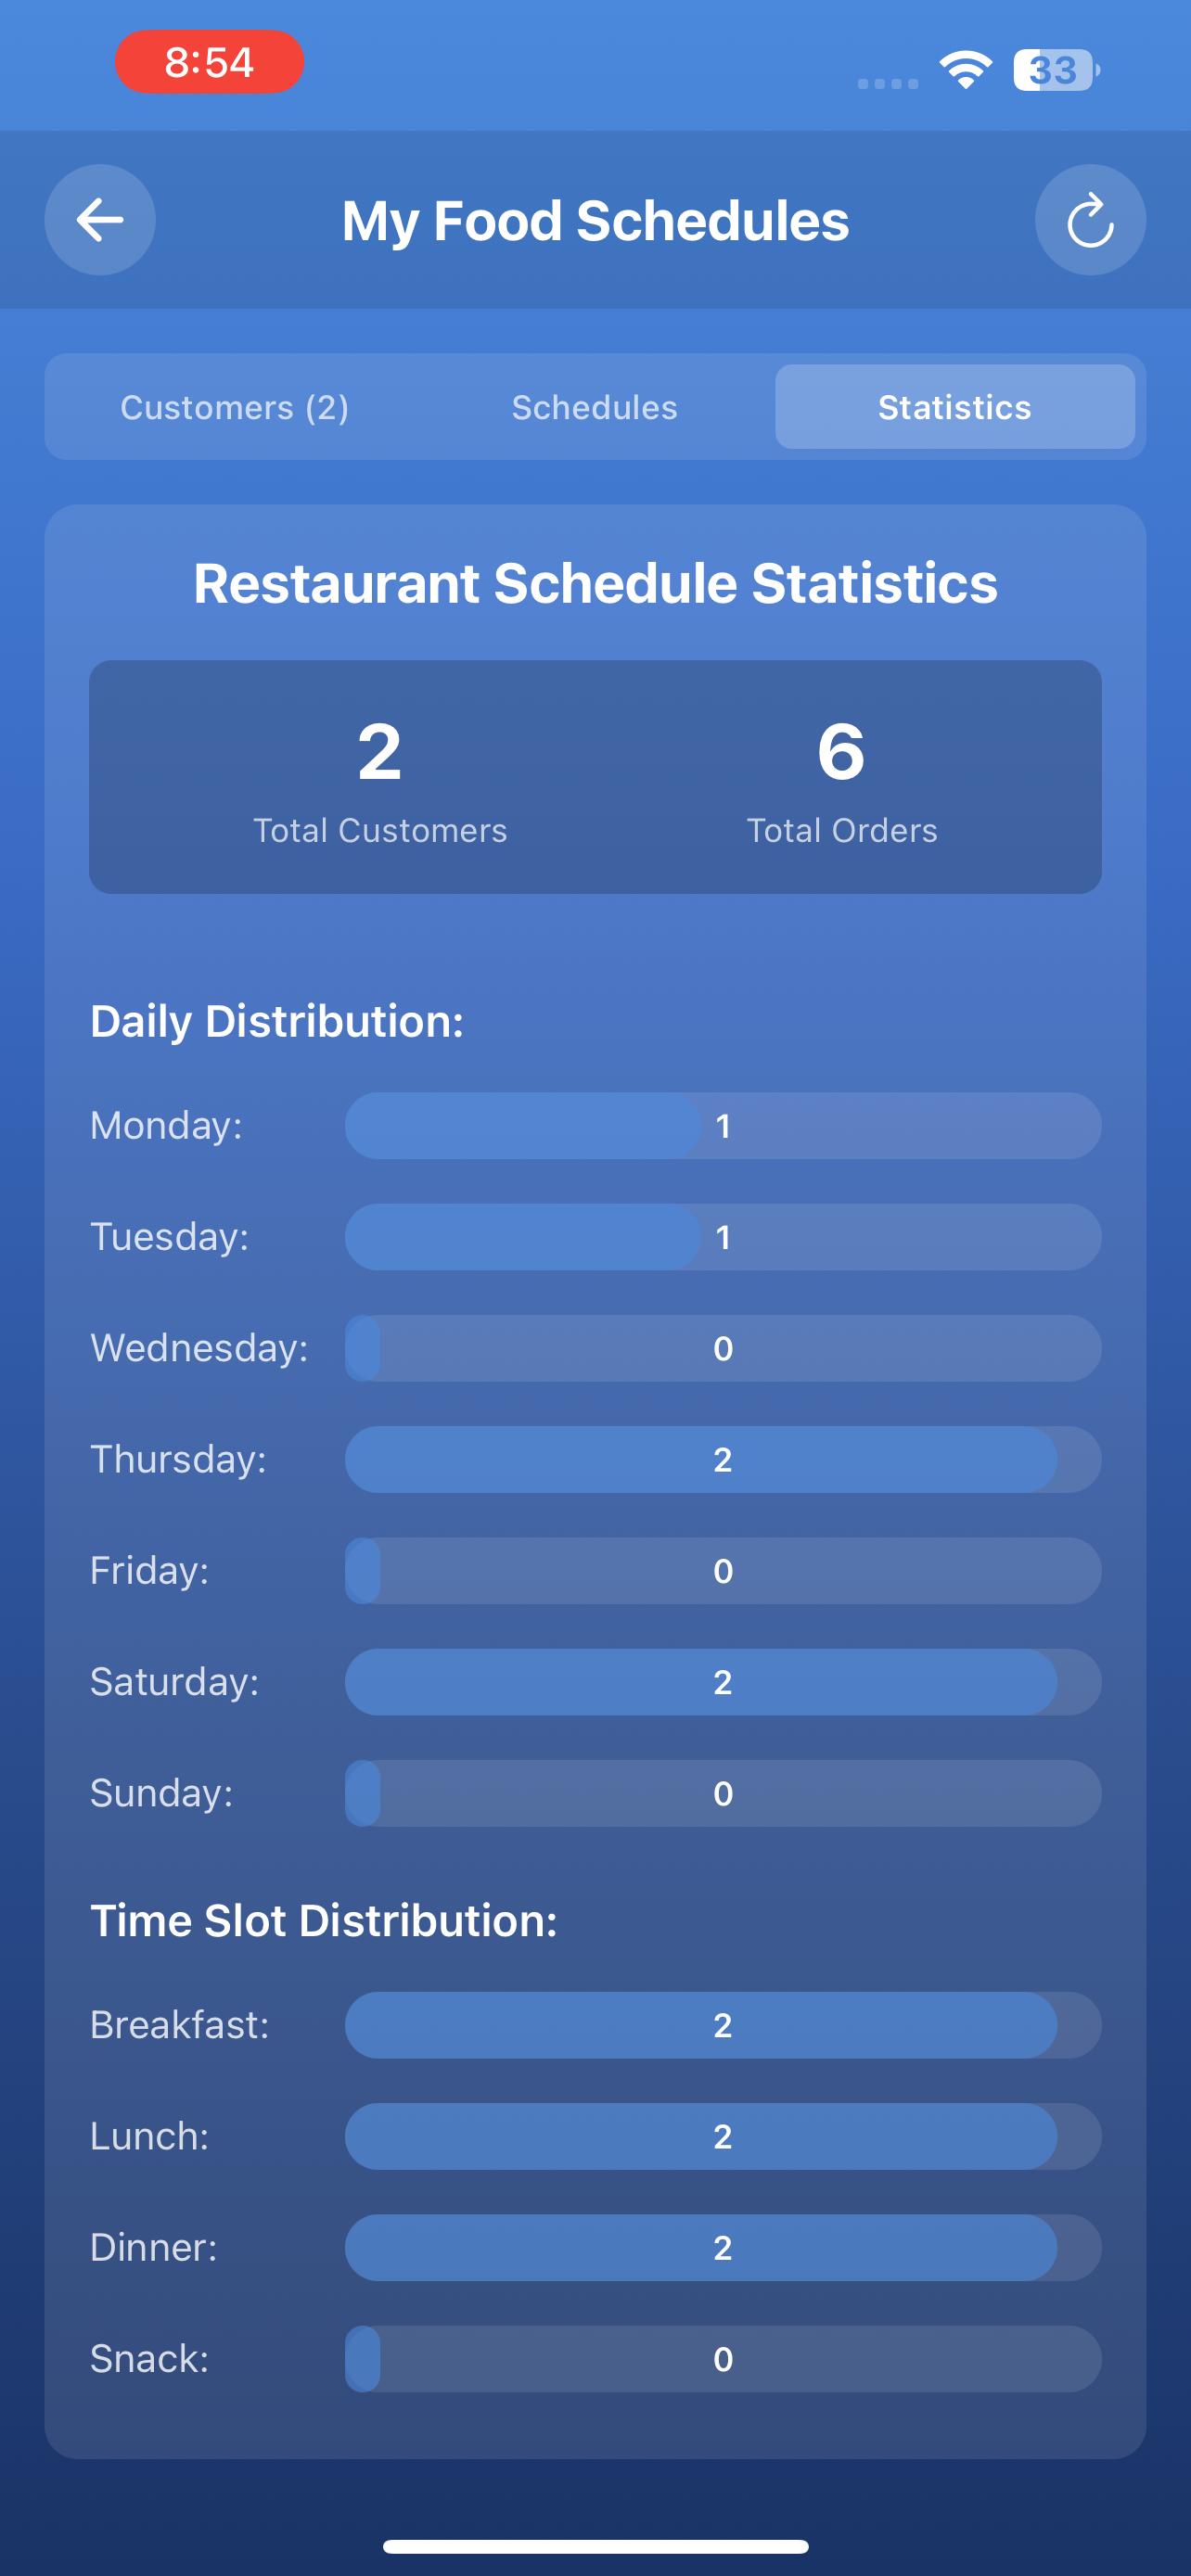 8:54
33
My Food Schedules
Customers (2) Schedules Statistics
Restaurant Schedule Statistics
2 6
Total Customers Total Orders
Daily Distribution:
Monday: 1
Tuesday: 1
Wednesday: 0
Thursday: 2
Friday: 0
Saturday: 2
Sunday: 0
Time Slot Distribution:
Breakfast: 2
Lunch: 2
Dinner: 2
Snack: 0